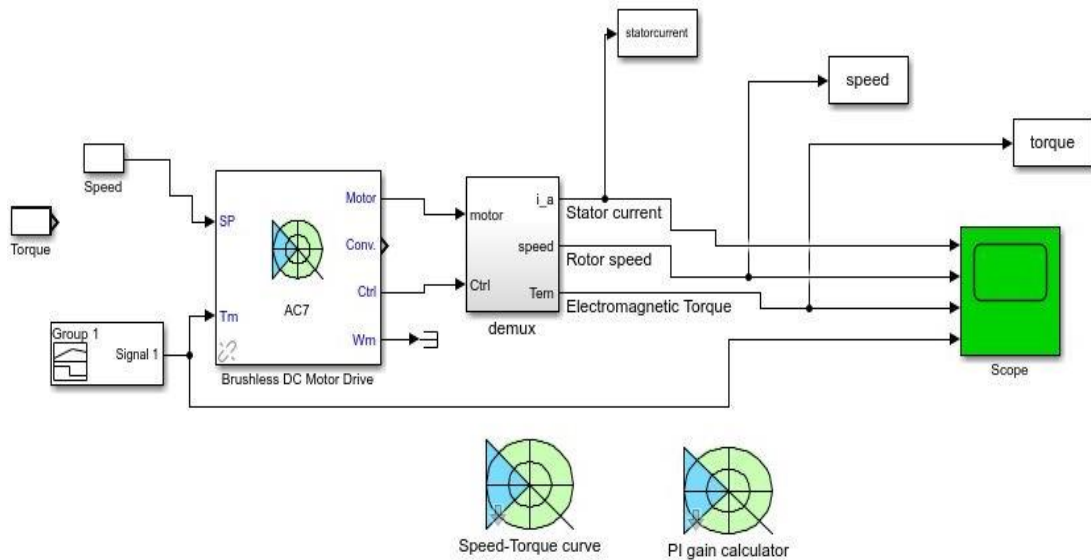 statorcurrent
speed
torque
Speed
Torque
SP
Tm
Motor
Conv.
Ctrl
Wm
AC7
Brushless DC Motor Drive
motor
Ctrl
i_a
speed
Tem
demux
Stator current
Rotor speed
Electromagnetic Torque
Group 1
Signal 1
Scope
Speed-Torque curve
PI gain calculator